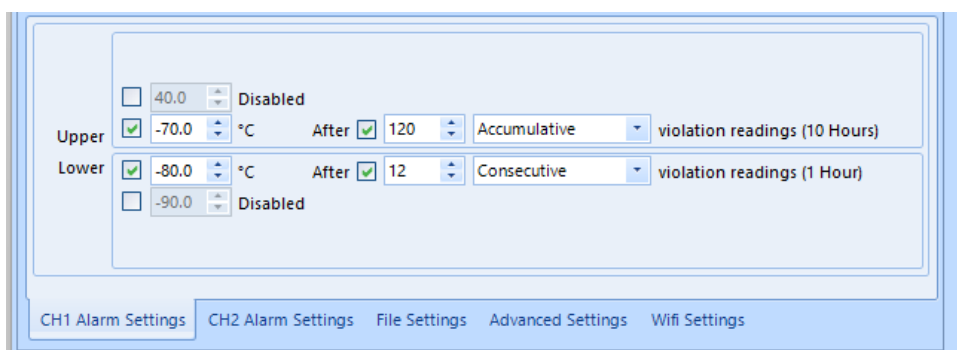 40.0 Disabled
Upper -70.0 °C After 120 Accumulative violation readings (10 Hours)
Lower -80.0 °C After 12 Consecutive violation readings (1 Hour)
-90.0 Disabled
CH1 Alarm Settings CH2 Alarm Settings File Settings Advanced Settings Wifi Settings